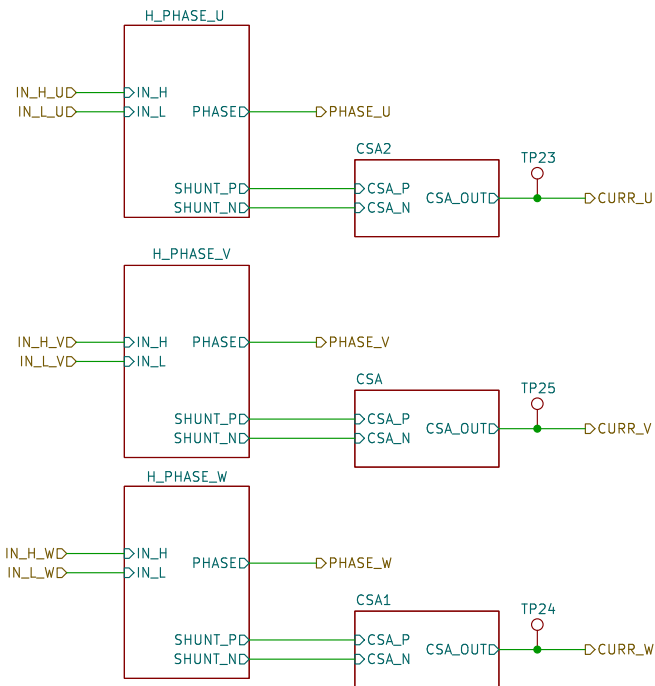 H_PHASE_U
IN_H_U IN_H
IN_L_U IN_L PHASE PHASE_U
CSA2 TP23
SHUNT_P CSA_P
CSA_OUT CURR_U
SHUNT_N CSA_N
H_PHASE_V
IN_H_V IN_H PHASE PHASE_V
IN_L_V IN_L
CSA TP25
SHUNT_P CSA_P
CSA_OUT CURR_V
SHUNT_N CSA_N
H_PHASE_W
IN_H_W IN_H
PHASE PHASE_W
IN_L_W IN_L
CSA1 TP24
SHUNT_P CSA_P
CSA_OUT CURR_W
SHUNT_N CSA_N